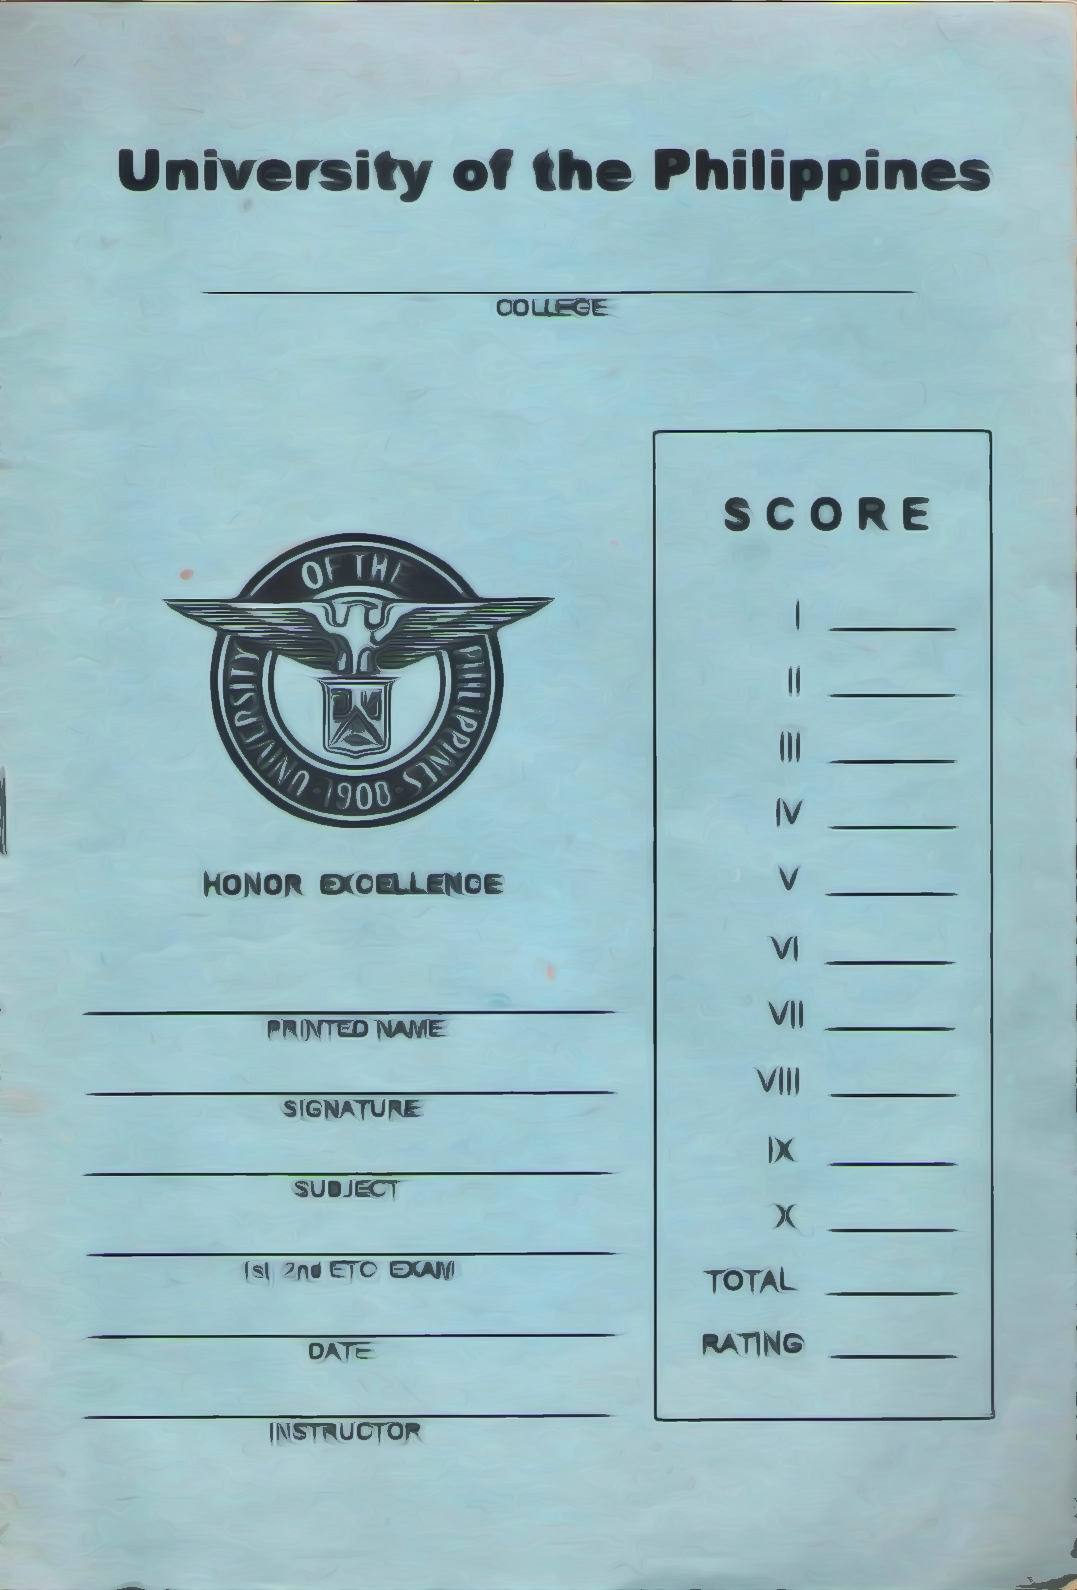 University of the Philippines
COLLEGE
OF THE
UNIVERSITY
PHILIPPINES
1908
HONOR EXCELLENCE
PRINTED NAME
SIGNATURE
SUBJECT
1st 2nd ETC EXAM
DATE
INSTRUCTOR
SCORE
I
II
III
IV
V
VI
VII
VIII
IX
X
TOTAL
RATING